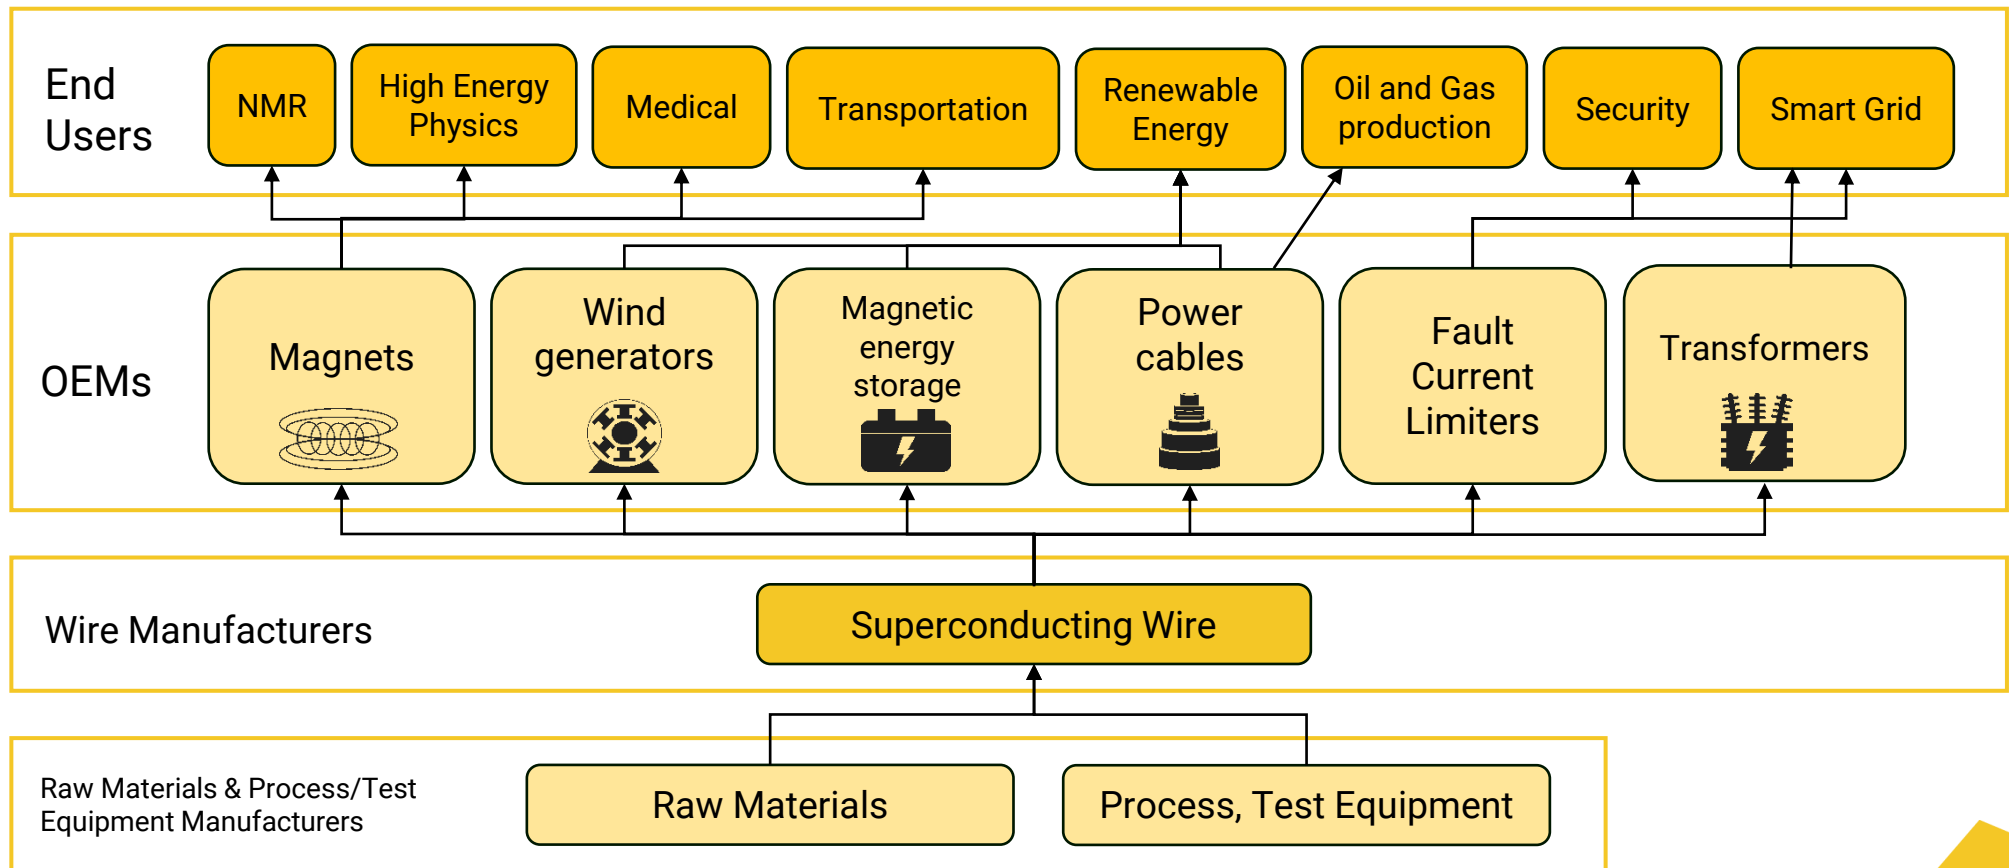 End
Users
NMR
High Energy
Physics
Medical
Transportation
Renewable
Energy
Oil and Gas
production
Security
Smart Grid
OEMs
Magnets
Wind
generators
Magnetic
energy
storage
Power
cables
Fault
Current
Limiters
Transformers
Wire Manufacturers
Superconducting Wire
Raw Materials & Process/Test
Equipment Manufacturers
Raw Materials
Process, Test Equipment